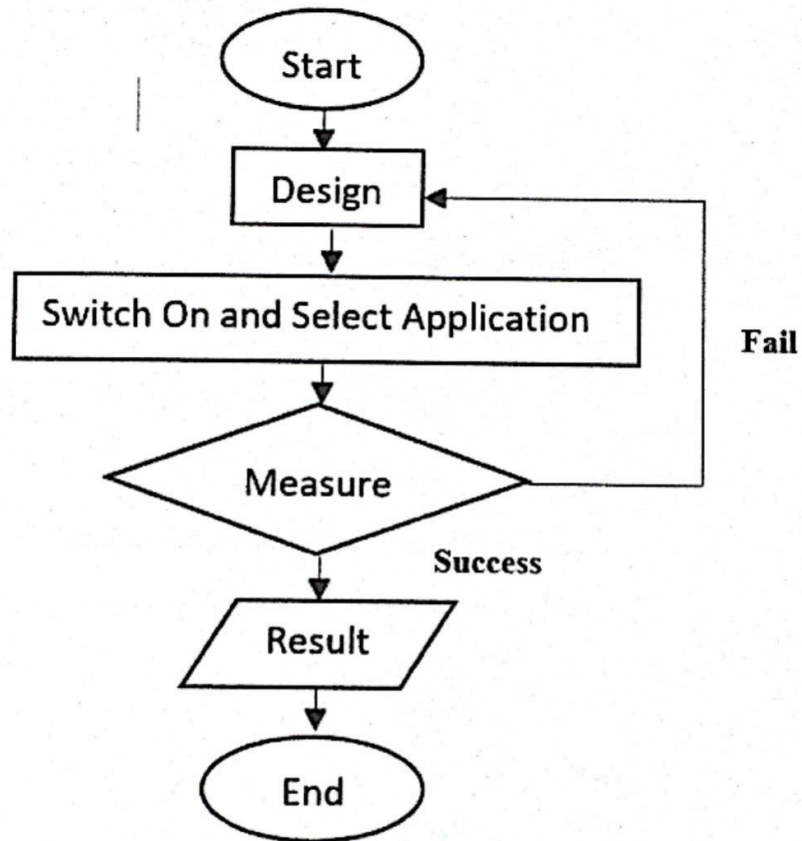 Start
Design
Switch On and Select Application
Fail
Measure
Success
Result
End